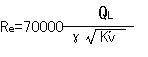 Re=70000 QL / ɤ √Kv